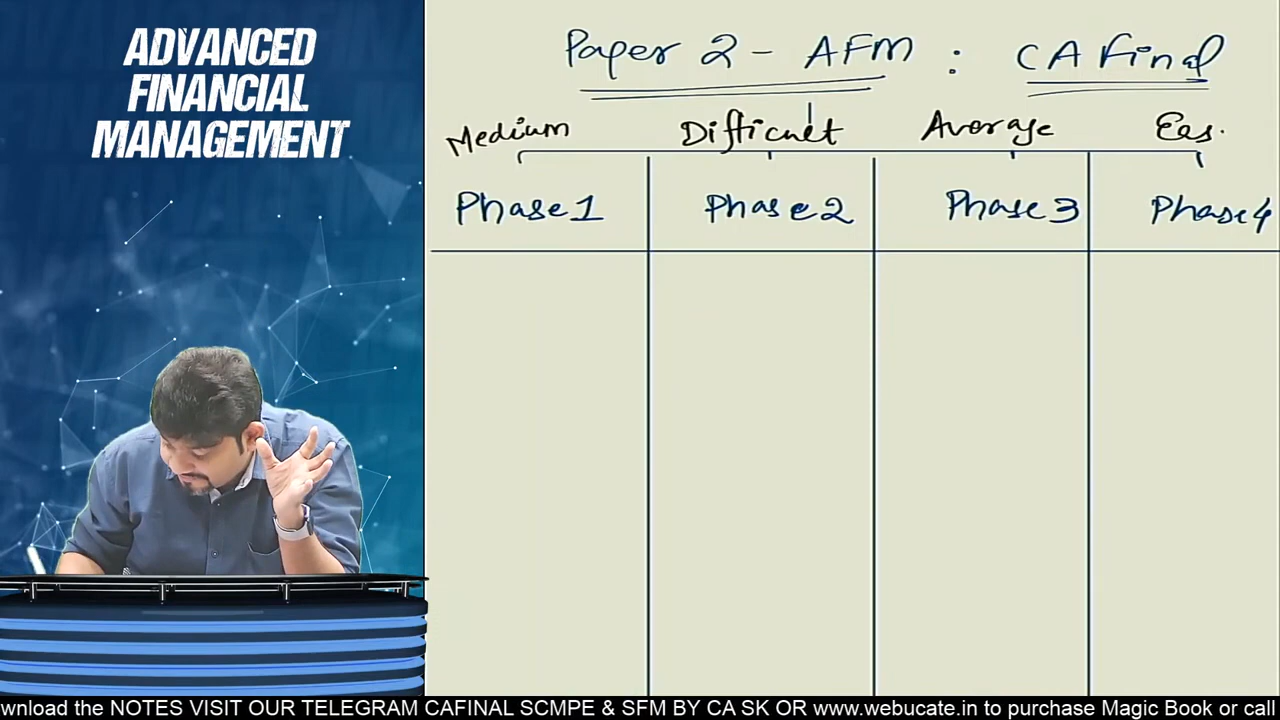 ADVANCED
FINANCIAL
MANAGEMENT
Paper 2 - AFM : CA Final
Medium Difficult Average Eas.
Phase 1 Phase 2 Phase 3 Phase 4
wnload the NOTES VISIT OUR TELEGRAM CAFINAL SCMPE & SFM BY CA SK OR www.webucate.in to purchase Magic Book or call